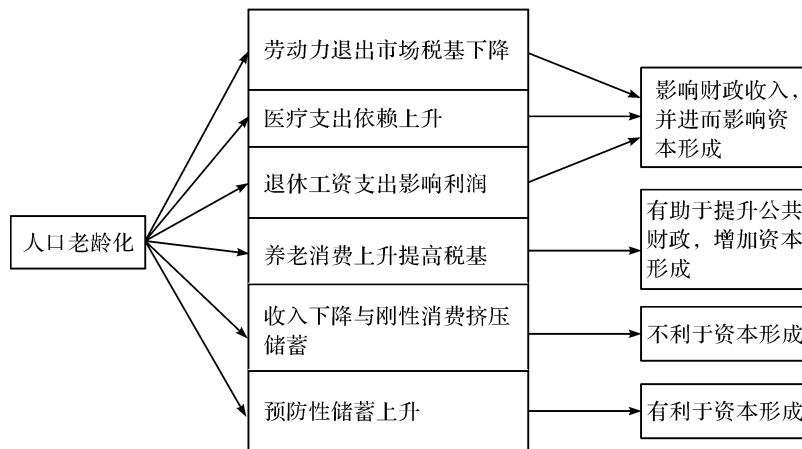 人口老龄化
劳动力退出市场税基下降
医疗支出依赖上升
退休工资支出影响利润
养老消费上升提高税基
收入下降与刚性消费挤压
储蓄
预防性储蓄上升
影响财政收入，
并进而影响资
本形成
有助于提升公共
财政，增加资本
形成
不利于资本形成
有利于资本形成